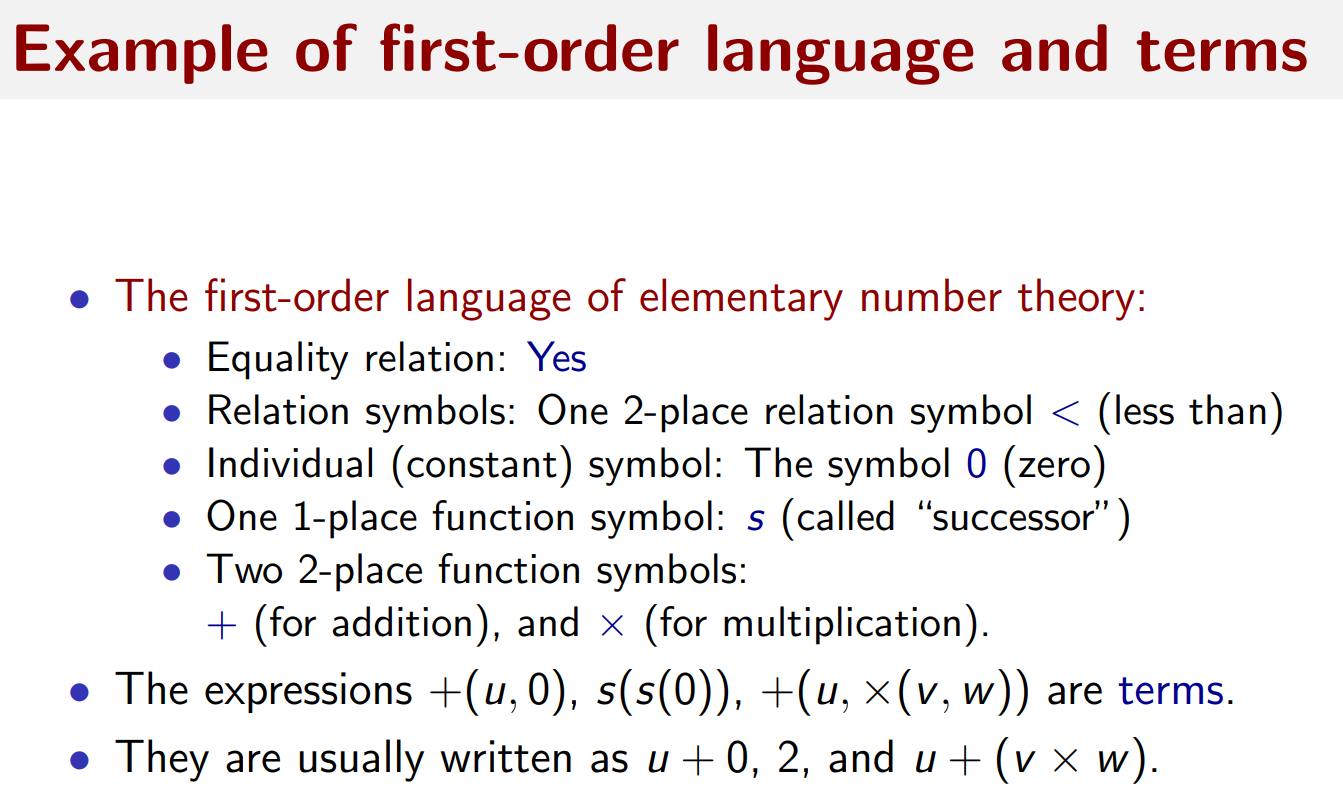 Example of first-order language and terms
• The first-order language of elementary number theory:
• Equality relation: Yes
• Relation symbols: One 2-place relation symbol < (less than)
• Individual (constant) symbol: The symbol 0 (zero)
• One 1-place function symbol: s (called “successor”)
• Two 2-place function symbols:
+ (for addition), and × (for multiplication).
• The expressions +(u, 0), s(s(0)), +(u, ×(v, w)) are terms.
• They are usually written as u + 0, 2, and u + (v × w).